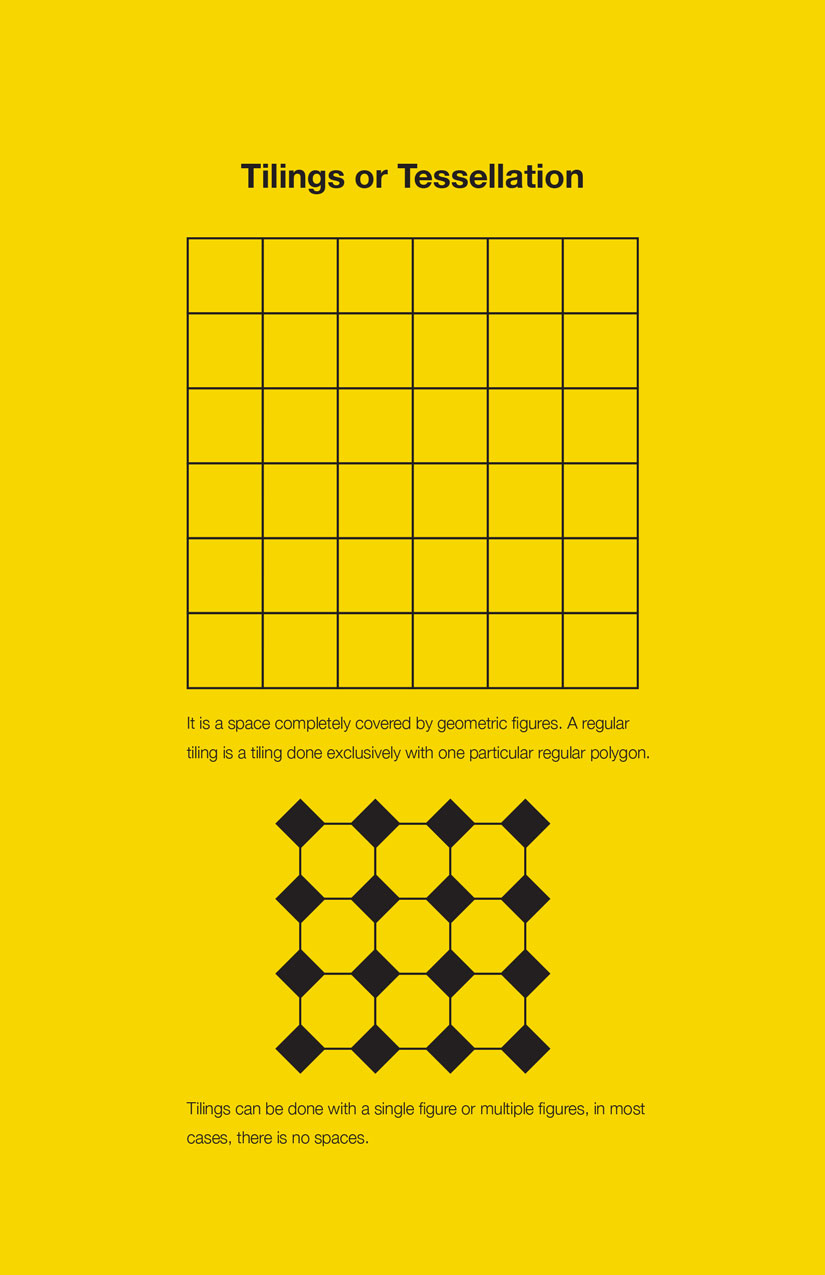 Tilings or Tessellation
It is a space completely covered by geometric figures. A regular
tiling is a tiling done exclusively with one particular regular polygon.
Tilings can be done with a single figure or multiple figures, in most
cases, there is no spaces.